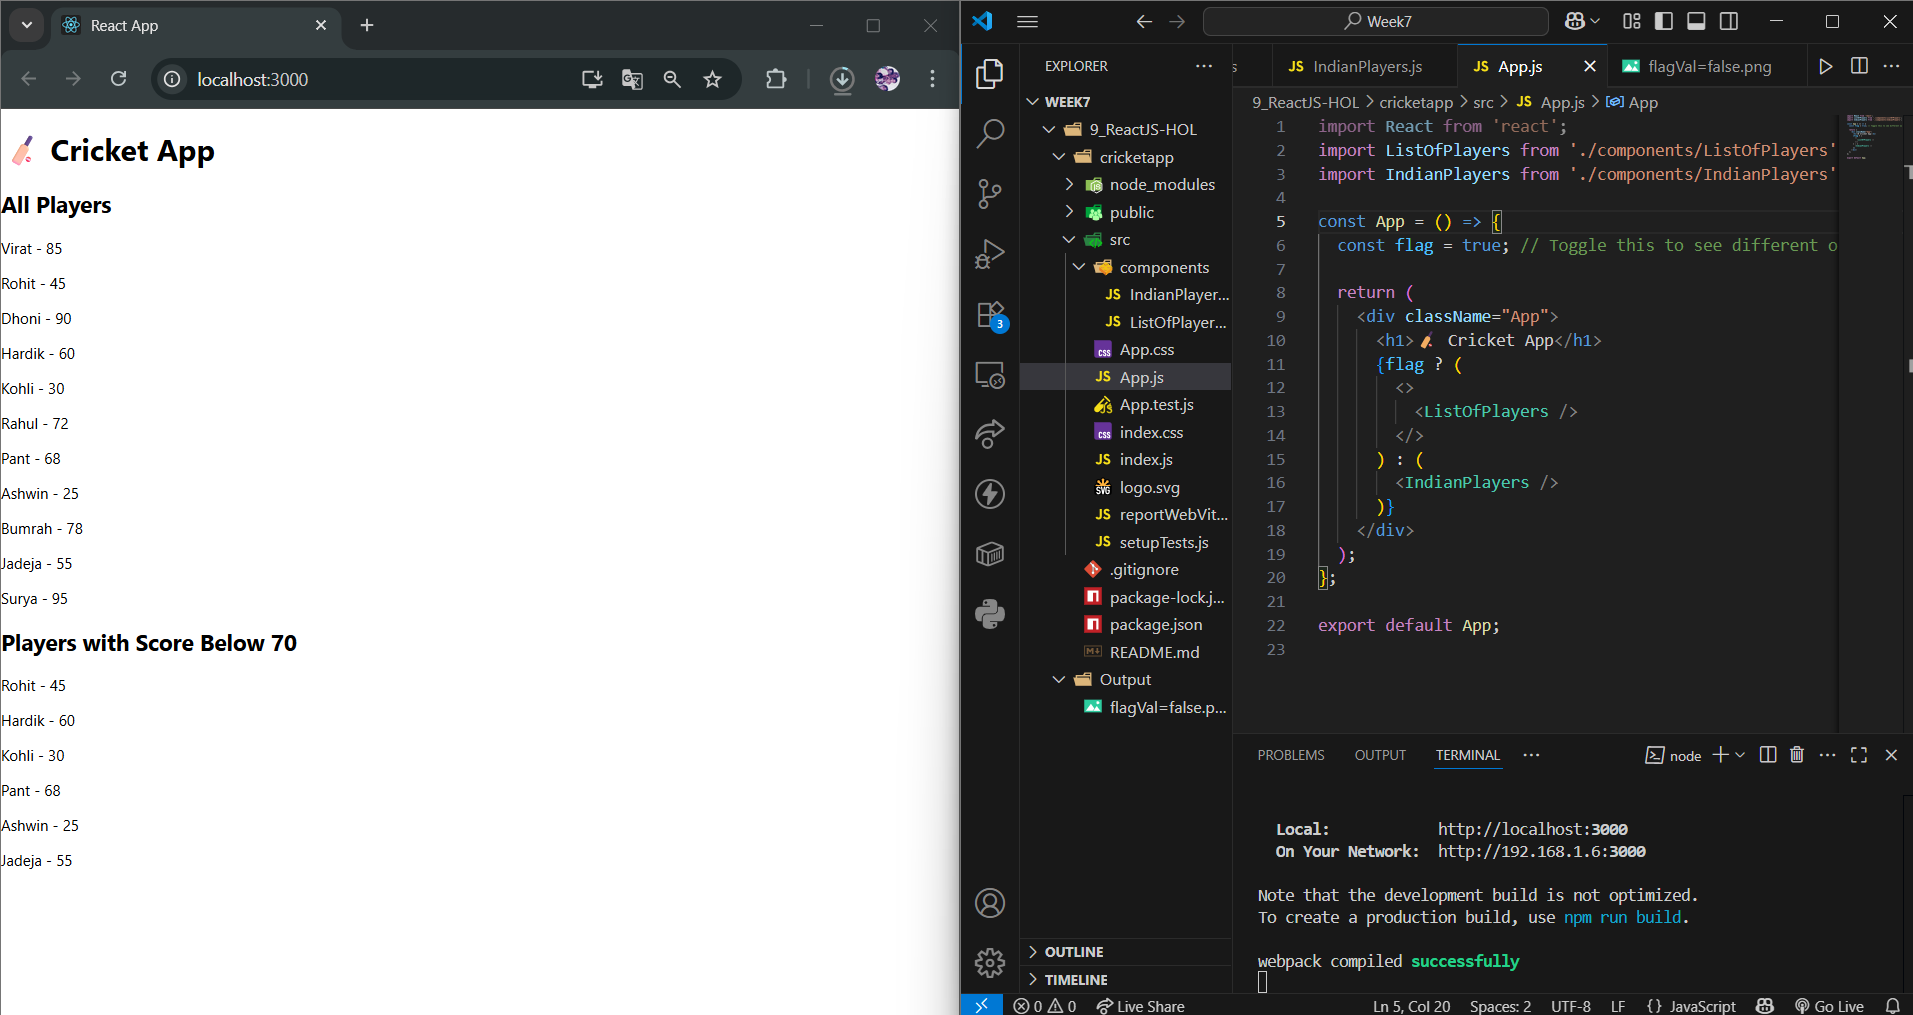 React App
localhost:3000
Cricket App
All Players
Virat - 85
Rohit - 45
Dhoni - 90
Hardik - 60
Kohli - 30
Rahul - 72
Pant - 68
Ashwin - 25
Bumrah - 78
Jadeja - 55
Surya - 95
Players with Score Below 70
Rohit - 45
Hardik - 60
Kohli - 30
Pant - 68
Ashwin - 25
Jadeja - 55
Week7
EXPLORER
WEEK7
9_ReactJS-HOL
cricketapp
node_modules
public
src
components
JS IndianPlayer...
JS ListOfPlayer...
css App.css
JS App.js
App.test.js
css index.css
JS index.js
SVG logo.svg
JS reportWebVit...
JS setupTests.js
.gitignore
package-lock.j...
package.json
README.md
Output
flagVal=false.p...
OUTLINE
TIMELINE
3
s
JS IndianPlayers.js
JS App.js
flagVal=false.png
9_ReactJS-HOL > cricketapp > src > JS App.js > App
1 import React from 'react';
2 import ListOfPlayers from './components/ListOfPlayers'
3 import IndianPlayers from './components/IndianPlayers'
4
5 const App = () => {
6 const flag = true; // Toggle this to see different o
7
8 return (
9 <div className="App">
10 <h1>🏏 Cricket App</h1>
11 {flag ? (
12 <>
13 <ListOfPlayers />
14 </>
15 ) : (
16 <IndianPlayers />
17 )}
18 </div>
19 );
20 };
21
22 export default App;
23
PROBLEMS OUTPUT TERMINAL ... node
Local: http://localhost:3000
On Your Network: http://192.168.1.6:3000
Note that the development build is not optimized.
To create a production build, use npm run build.
webpack compiled successfully
0 0 Live Share Ln 5, Col 20 Spaces: 2 UTF-8 LF {} JavaScript Go Live